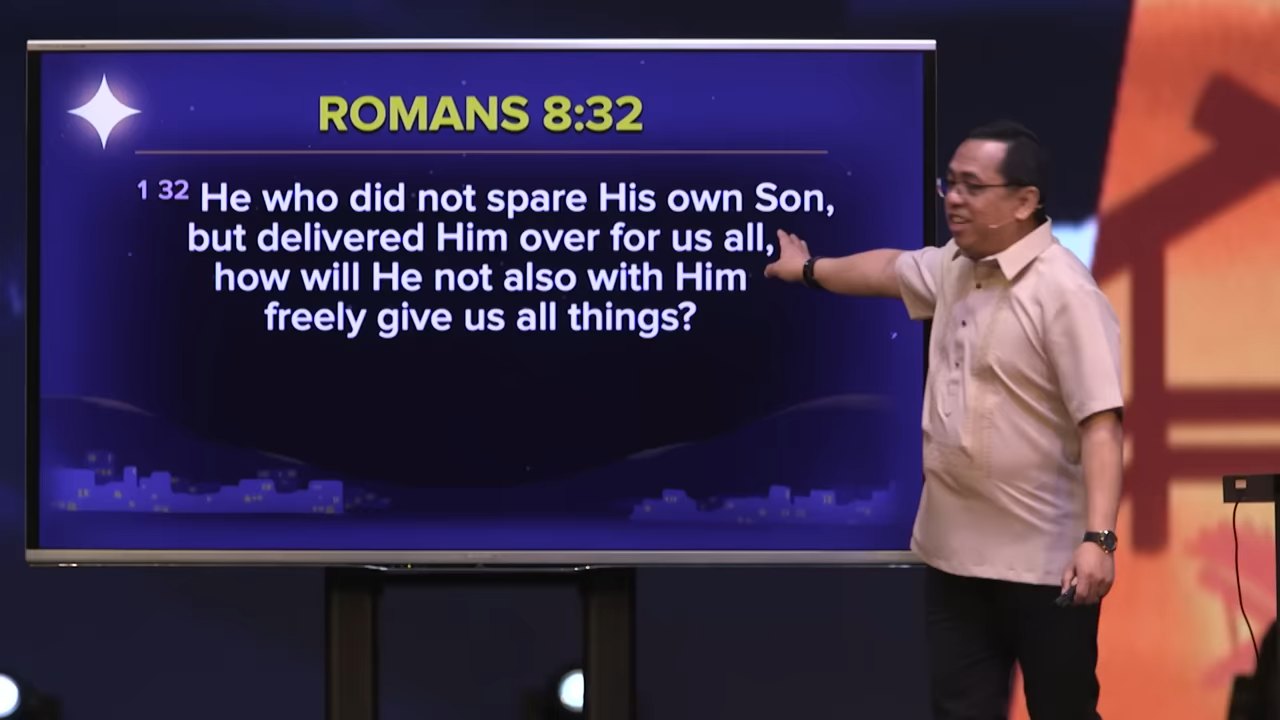 ROMANS 8:32
1 32 He who did not spare His own Son,
but delivered Him over for us all,
how will He not also with Him
freely give us all things?